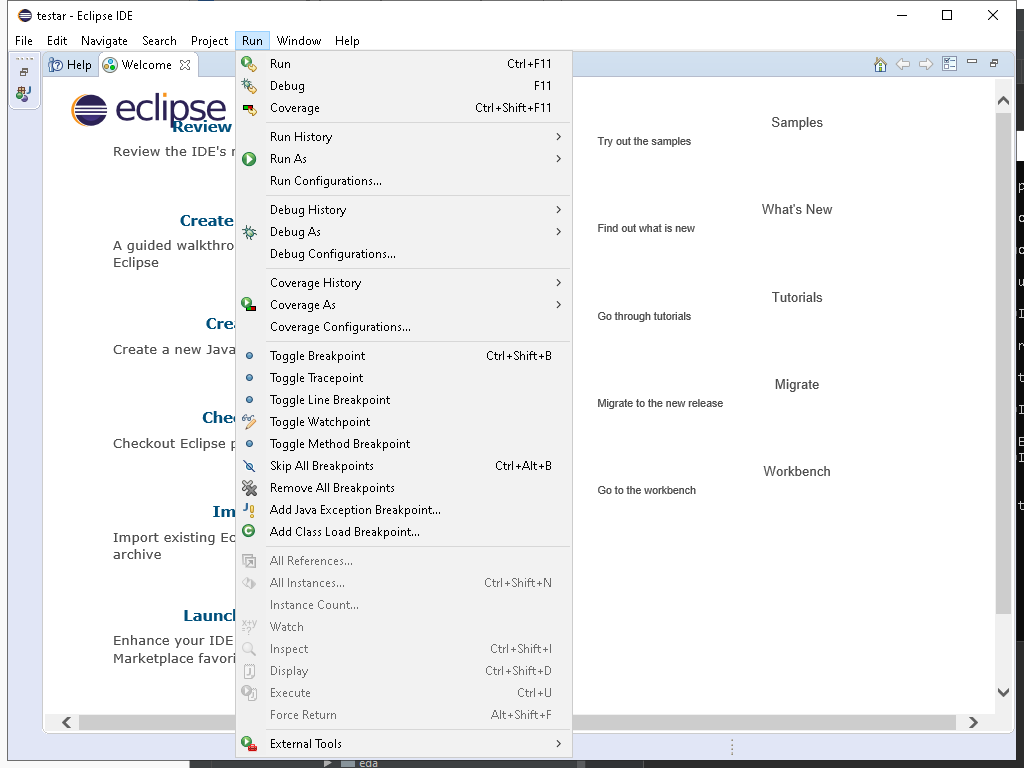 testar - Eclipse IDE
File Edit Navigate Search Project Run Window Help
Help Welcome
eclipse
Review
Review the IDE's
Create
A guided walkthro
Eclipse
Crea
Create a new Java
Chec
Checkout Eclipse p
Im
Import existing Ec
archive
Launch
Enhance your IDE
Marketplace favori
Run Ctrl+F11
Debug F11
Coverage Ctrl+Shift+F11
Run History
Run As
Run Configurations...
Debug History
Debug As
Debug Configurations...
Coverage History
Coverage As
Coverage Configurations...
Toggle Breakpoint Ctrl+Shift+B
Toggle Tracepoint
Toggle Line Breakpoint
Toggle Watchpoint
Toggle Method Breakpoint
Skip All Breakpoints Ctrl+Alt+B
Remove All Breakpoints
Add Java Exception Breakpoint...
Add Class Load Breakpoint...
All References...
All Instances... Ctrl+Shift+N
Instance Count...
Watch
Inspect Ctrl+Shift+I
Display Ctrl+Shift+D
Execute Ctrl+U
Force Return Alt+Shift+F
External Tools
Samples
Try out the samples
What's New
Find out what is new
Tutorials
Go through tutorials
Migrate
Migrate to the new release
Workbench
Go to the workbench
eda